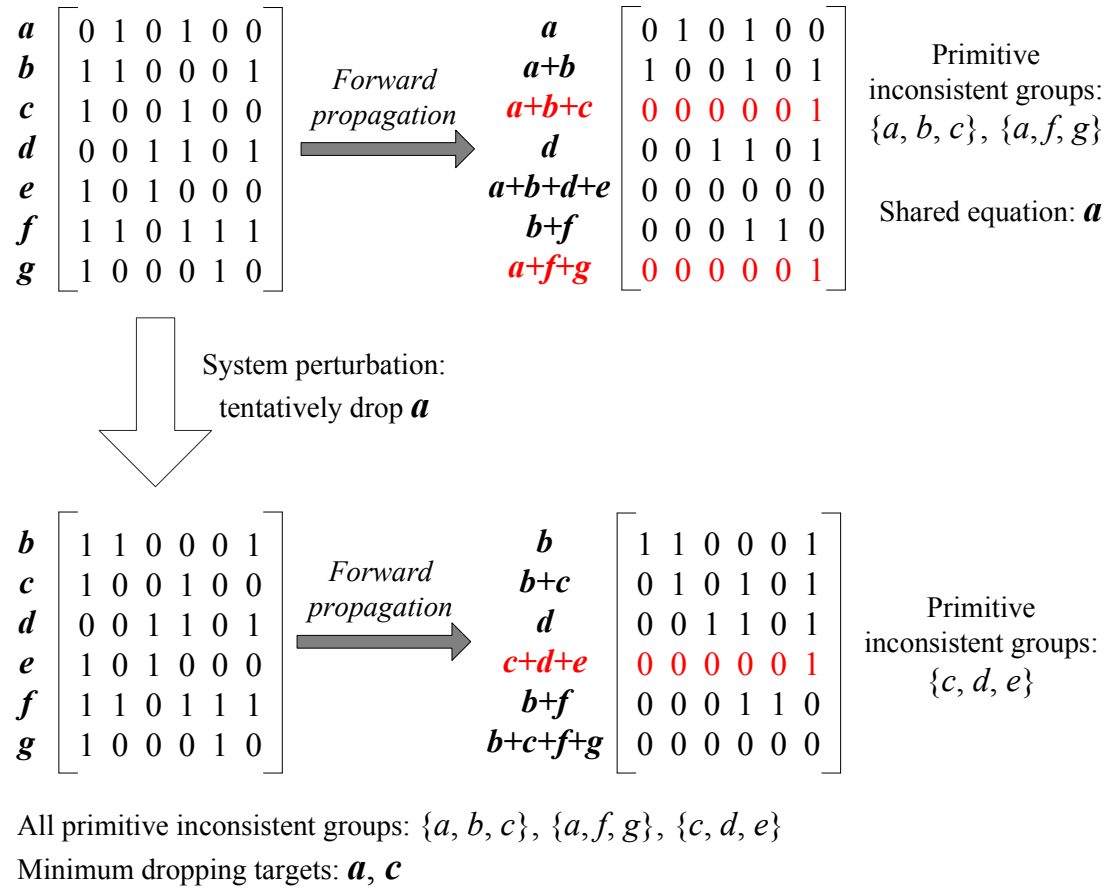 a 0 1 0 1 0 0
b 1 1 0 0 0 1
c 1 0 0 1 0 0
d 0 0 1 1 0 1
e 1 0 1 0 0 0
f 1 1 0 1 1 1
g 1 0 0 0 1 0
Forward
propagation
a 0 1 0 1 0 0
a+b 1 0 0 1 0 1
a+b+c 0 0 0 0 0 1
d 0 0 1 1 0 1
a+b+d+e 0 0 0 0 0 0
b+f 0 0 0 1 1 0
a+f+g 0 0 0 0 0 1
Primitive
inconsistent groups:
{a, b, c}, {a, f, g}
Shared equation: a
System perturbation:
tentatively drop a
b 1 1 0 0 0 1
c 1 0 0 1 0 0
d 0 0 1 1 0 1
e 1 0 1 0 0 0
f 1 1 0 1 1 1
g 1 0 0 0 1 0
Forward
propagation
b 1 1 0 0 0 1
b+c 0 1 0 1 0 1
d 0 0 1 1 0 1
c+d+e 0 0 0 0 0 1
b+f 0 0 0 1 1 0
b+c+f+g 0 0 0 0 0 0
Primitive
inconsistent groups:
{c, d, e}
All primitive inconsistent groups: {a, b, c}, {a, f, g}, {c, d, e}
Minimum dropping targets: a, c